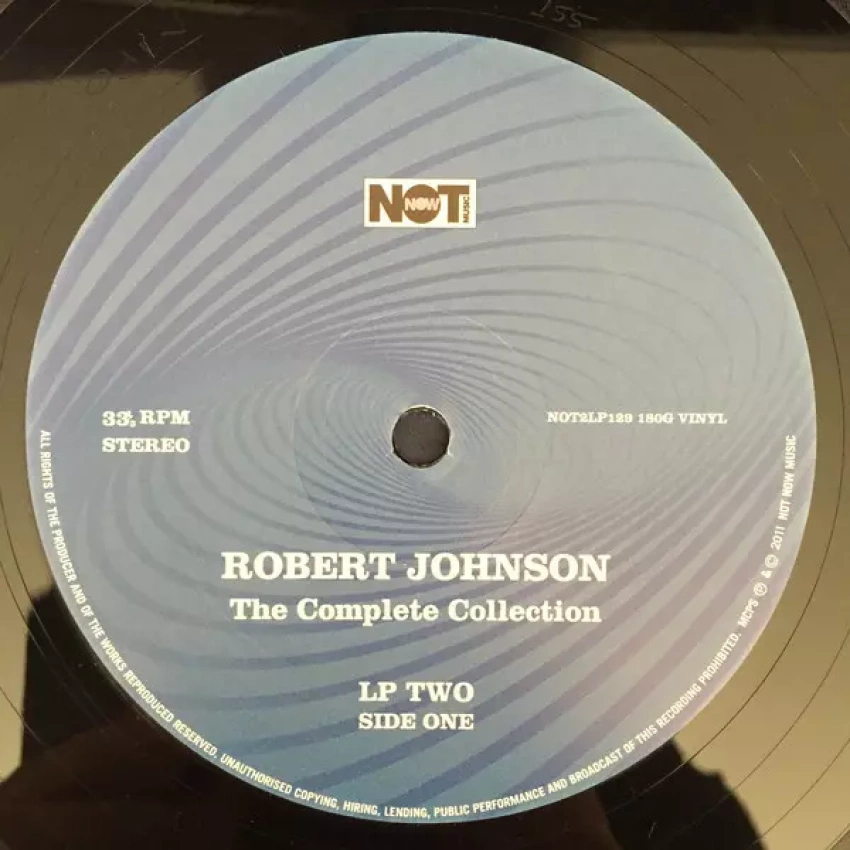 155
NOT NOW MUSIC
33⅓ RPM
STEREO
NOT2LP129 180G VINYL
ROBERT JOHNSON
The Complete Collection
LP TWO
SIDE ONE
ALL RIGHTS OF THE PRODUCER AND OF THE WORKS REPRODUCED RESERVED. UNAUTHORISED COPYING, HIRING, LENDING, PUBLIC PERFORMANCE AND BROADCAST OF THIS RECORDING PROHIBITED. MCPS ℗ & © 2011 NOT NOW MUSIC